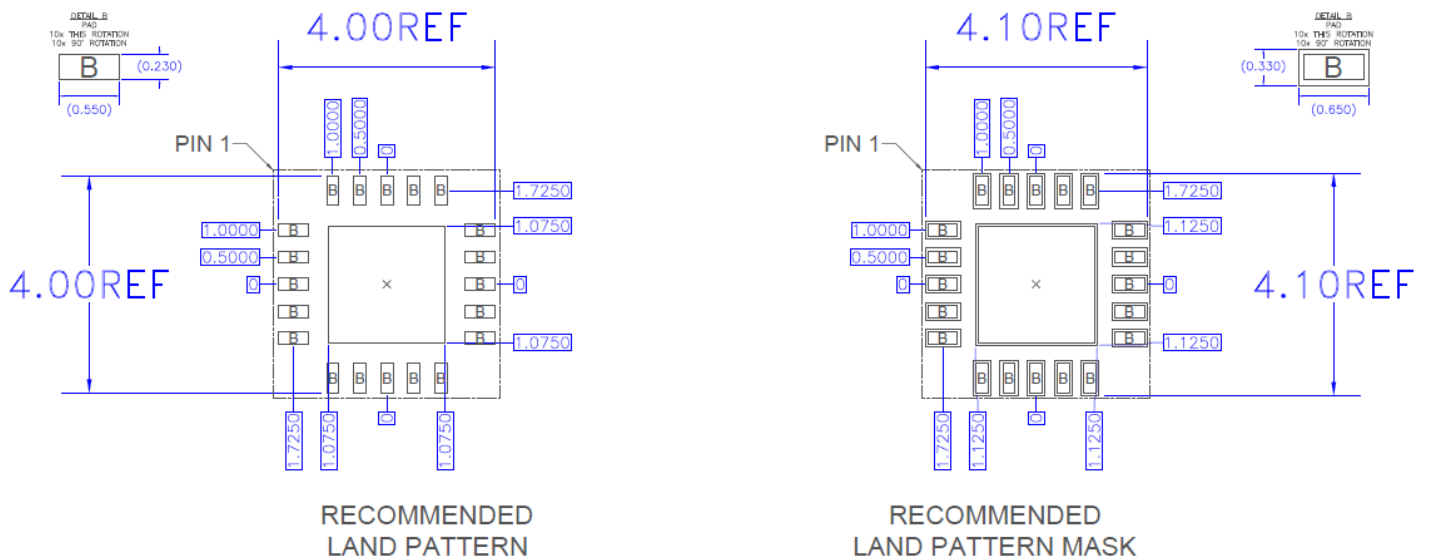 DETAIL B
PAD
10x THIS ROTATION
10x 90° ROTATION
B
(0.230)
(0.550)
4.00REF
PIN 1
1.0000
0.5000
0
B B B B B
1.7250
1.0000
B
B
1.0750
0.5000
B
B
4.00REF
0
B
B
0
B
B
B
B
1.0750
B B B B B
1.7250
1.0750
0
1.0750
RECOMMENDED
LAND PATTERN
4.10REF
DETAIL B
PAD
10x THIS ROTATION
10x 90° ROTATION
B
(0.330)
(0.650)
PIN 1
1.0000
0.5000
0
B B B B B
1.7250
1.0000
B
B
1.1250
0.5000
B
B
0
B
B
0
4.10REF
B
B
B
B
1.1250
B B B B B
1.7250
1.1250
0
1.1250
RECOMMENDED
LAND PATTERN MASK